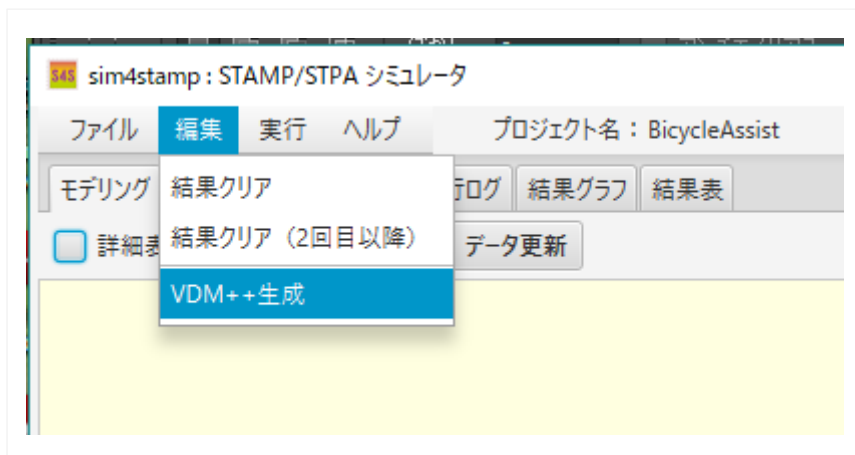 S4S sim4stamp : STAMP/STPA シミュレータ
ファイル 編集 実行 ヘルプ プロジェクト名：BicycleAssist
モデリング 結果クリア 行ログ 結果グラフ 結果表
詳細表 結果クリア（2回目以降） データ更新
VDM++生成